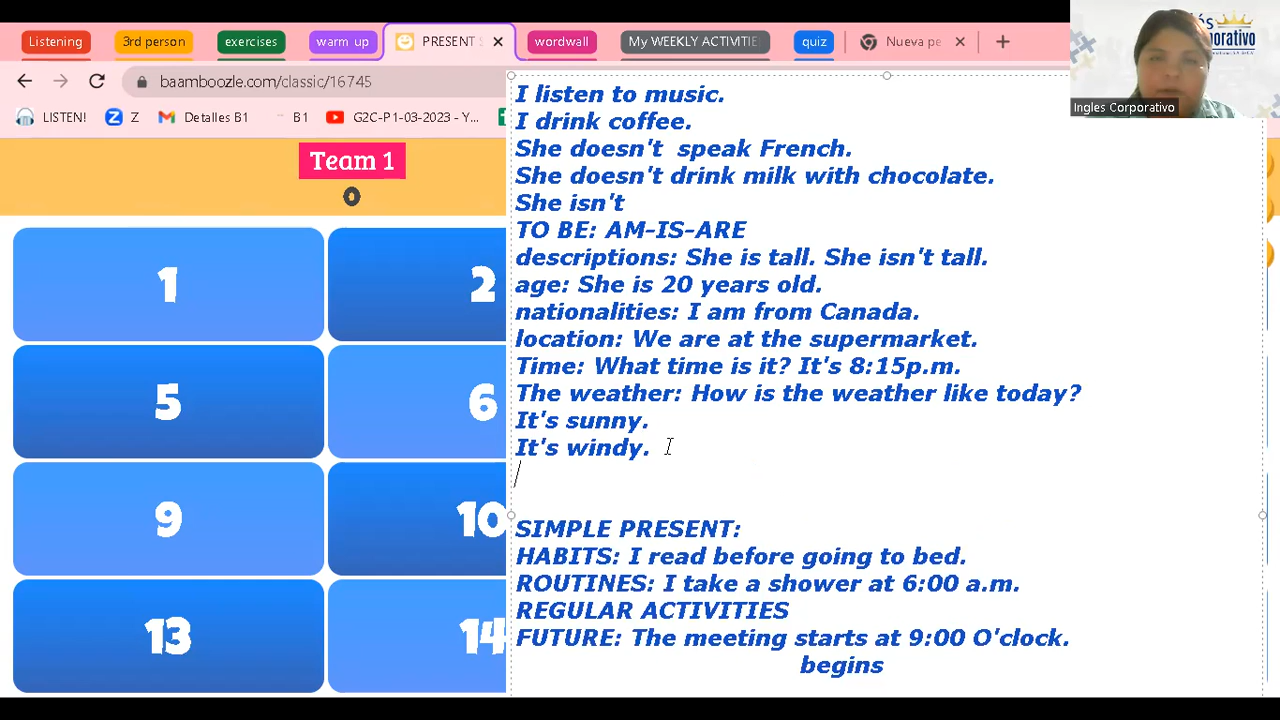 Listening
3rd person
exercises
warm up
PRESENT S
wordwall
My WEEKLY ACTIVITIE
quiz
Nueva pe
baamboozle.com/classic/16745
LISTEN!
Z
Detalles B1
B1
G2C-P1-03-2023 - Y...
Team 1
0
1
2
5
6
9
10
13
14
I listen to music.
I drink coffee.
She doesn't  speak French.
She doesn't drink milk with chocolate.
She isn't
TO BE: AM-IS-ARE
descriptions: She is tall. She isn't tall.
age: She is 20 years old.
nationalities: I am from Canada.
location: We are at the supermarket.
Time: What time is it? It's 8:15p.m.
The weather: How is the weather like today?
It's sunny.
It's windy.
SIMPLE PRESENT:
HABITS: I read before going to bed.
ROUTINES: I take a shower at 6:00 a.m.
REGULAR ACTIVITIES
FUTURE: The meeting starts at 9:00 O'clock.
begins
Ingles Corporativo